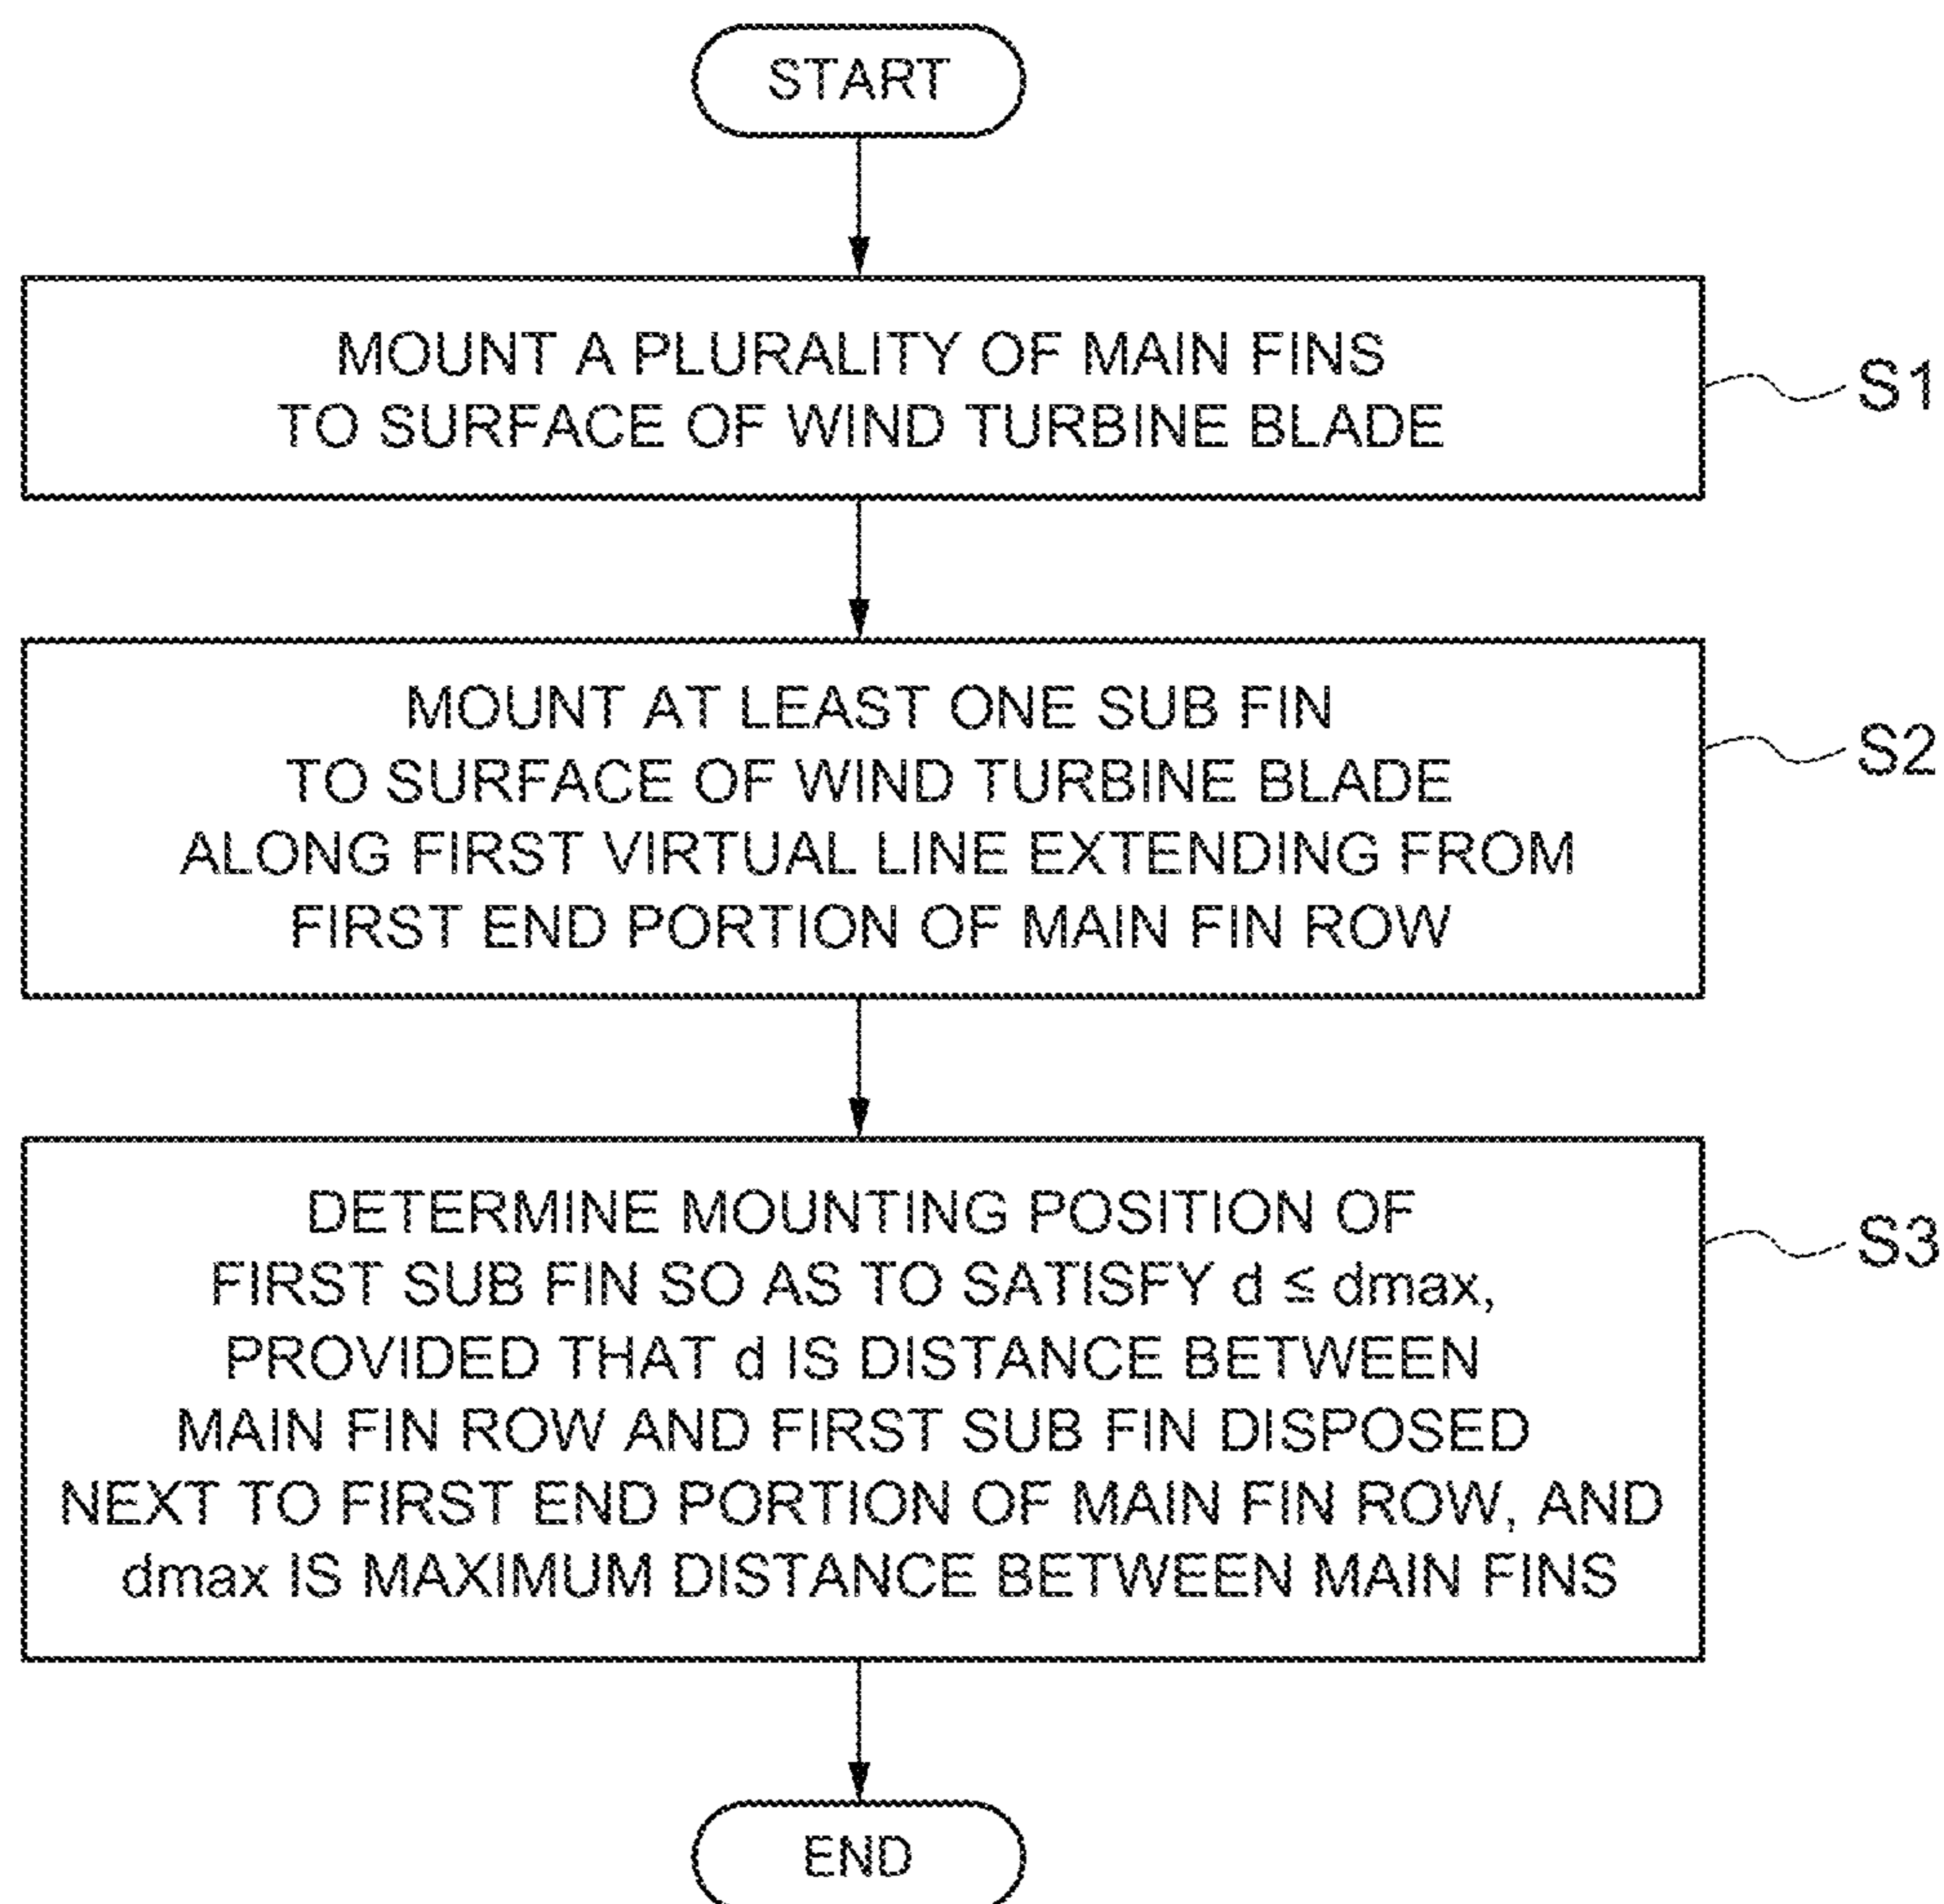 START
MOUNT A PLURALITY OF MAIN FINS
TO SURFACE OF WIND TURBINE BLADE
S1
MOUNT AT LEAST ONE SUB FIN
TO SURFACE OF WIND TURBINE BLADE
ALONG FIRST VIRTUAL LINE EXTENDING FROM
FIRST END PORTION OF MAIN FIN ROW
S2
DETERMINE MOUNTING POSITION OF
FIRST SUB FIN SO AS TO SATISFY d ≤ dmax,
PROVIDED THAT d IS DISTANCE BETWEEN
MAIN FIN ROW AND FIRST SUB FIN DISPOSED
NEXT TO FIRST END PORTION OF MAIN FIN ROW, AND
dmax IS MAXIMUM DISTANCE BETWEEN MAIN FINS
S3
END